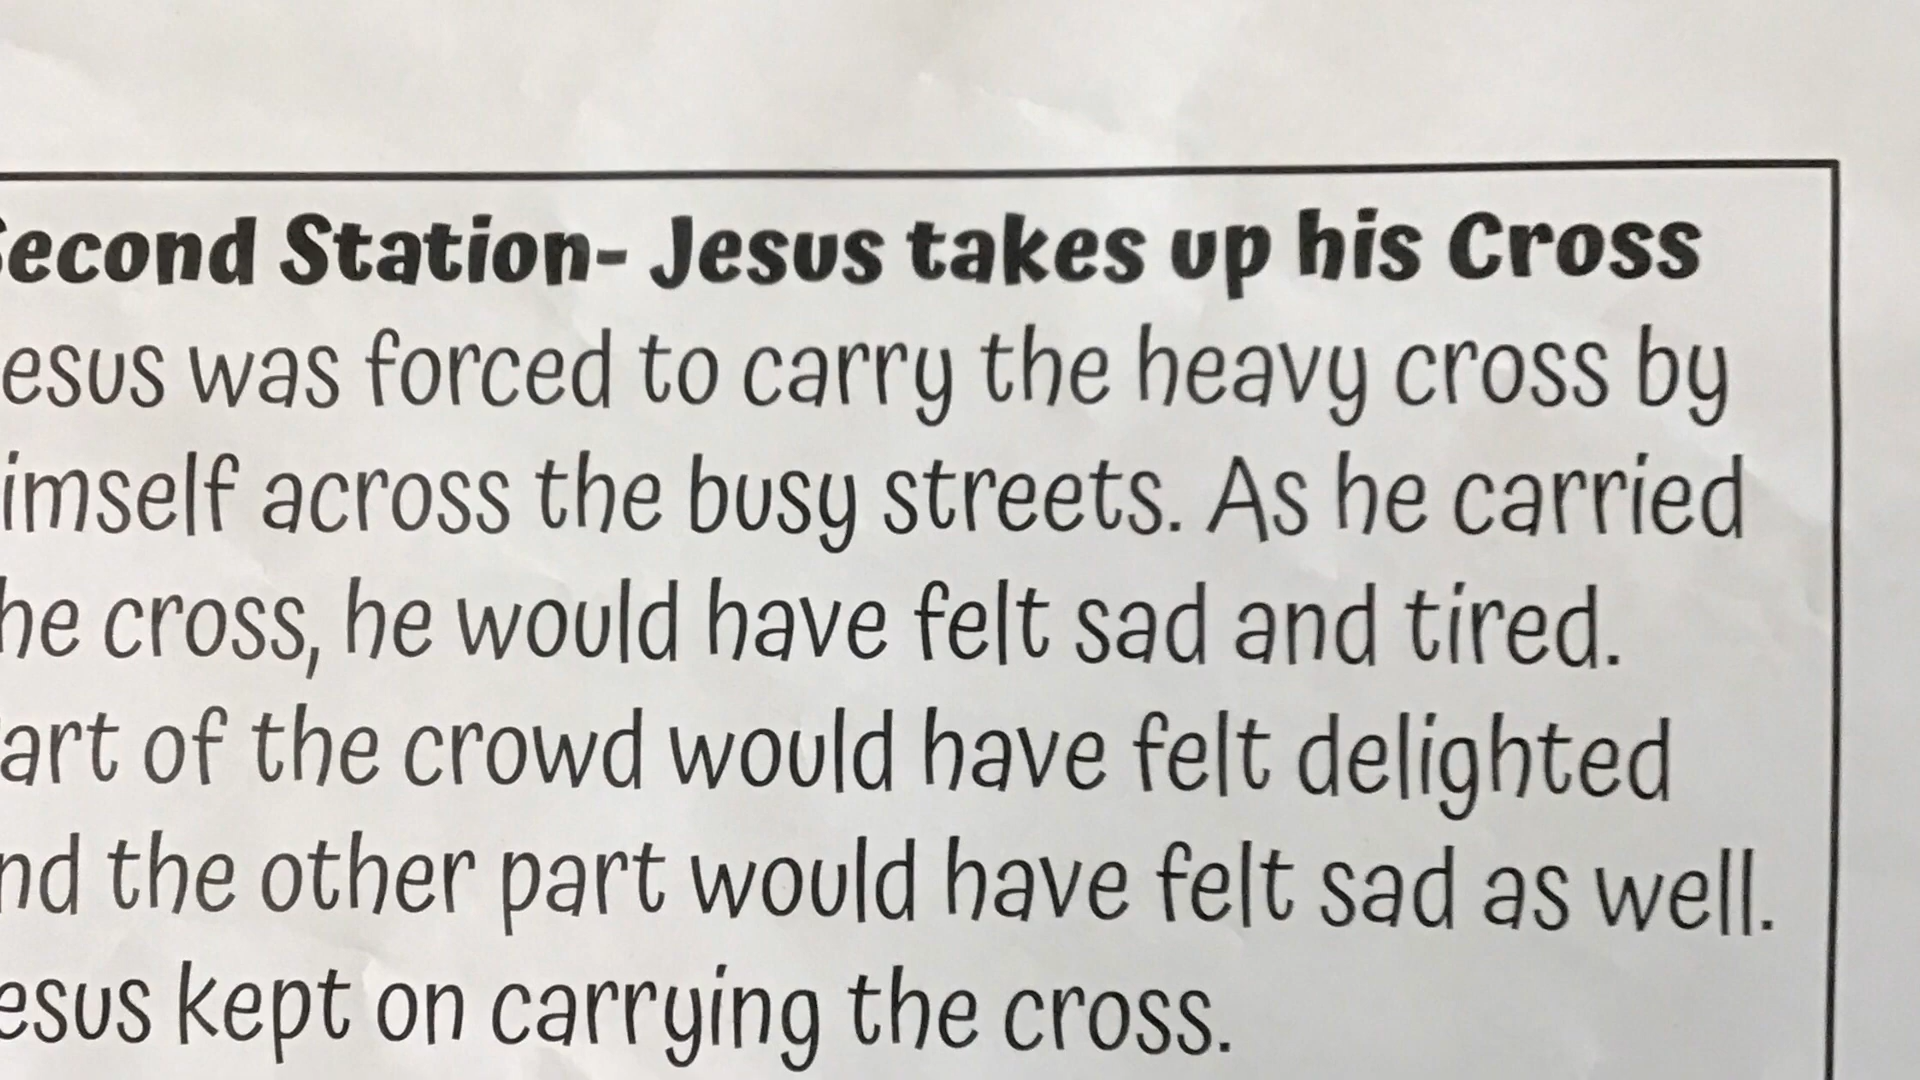 Second Station- Jesus takes up his Cross
esus was forced to carry the heavy cross by
imself across the busy streets. As he carried
he cross, he would have felt sad and tired.
art of the crowd would have felt delighted
nd the other part would have felt sad as well.
esus kept on carrying the cross.